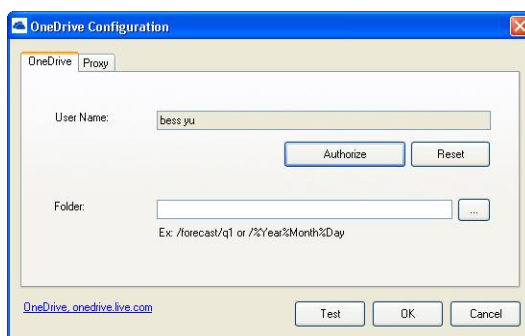 OneDrive Configuration
OneDrive Proxy
User Name: bess yu
Authorize Reset
Folder: ...
Ex: /forecast/q1 or /%Year%Month%Day
OneDrive, onedrive.live.com Test OK Cancel